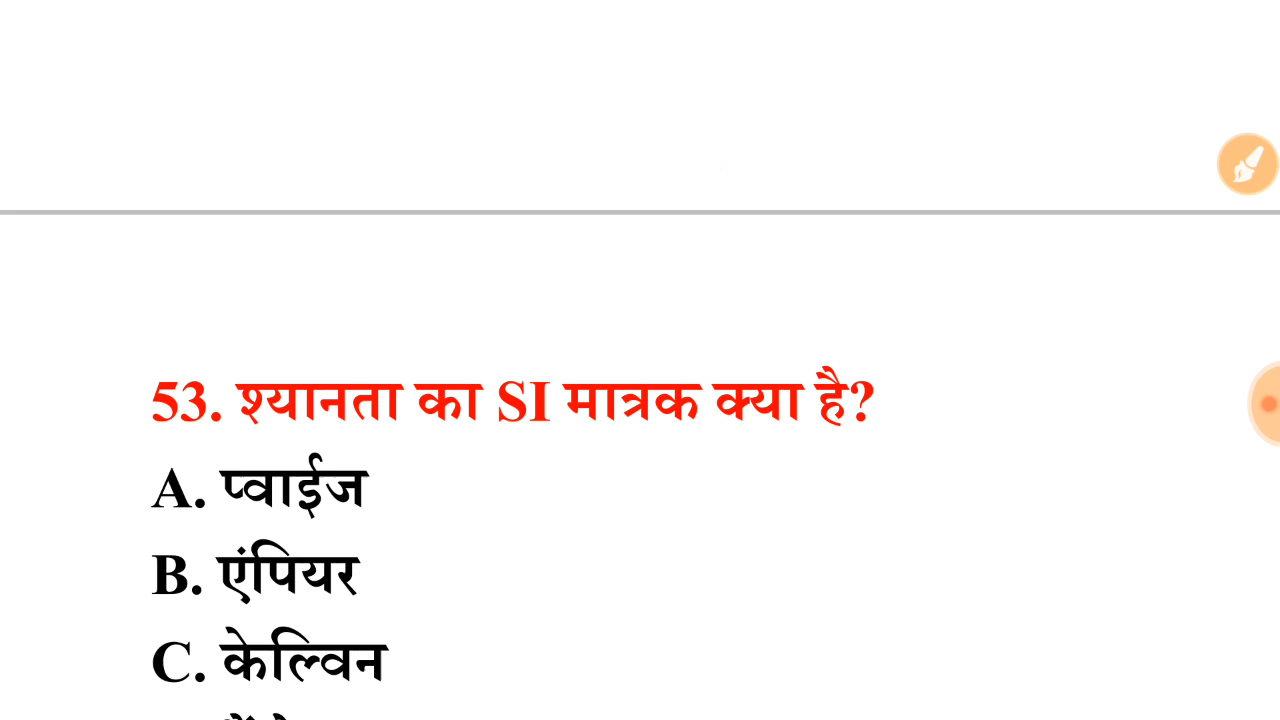 53. श्यानता का SI मात्रक क्या है?
A. प्वाईज
B. एंपियर
C. केल्विन